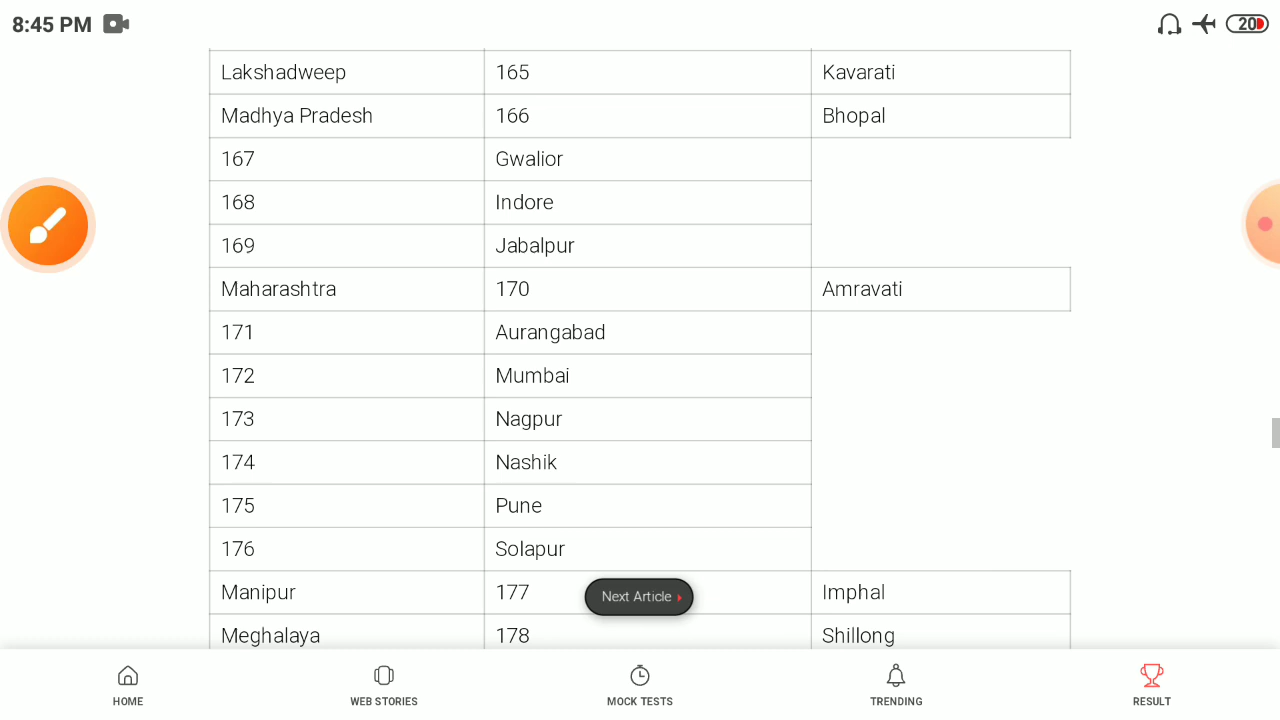 8:45 PM 20
Lakshadweep 165 Kavarati
Madhya Pradesh 166 Bhopal
167 Gwalior
168 Indore
169 Jabalpur
Maharashtra 170 Amravati
171 Aurangabad
172 Mumbai
173 Nagpur
174 Nashik
175 Pune
176 Solapur
Manipur 177 Imphal
Next Article
Meghalaya 178 Shillong
HOME WEB STORIES MOCK TESTS TRENDING RESULT